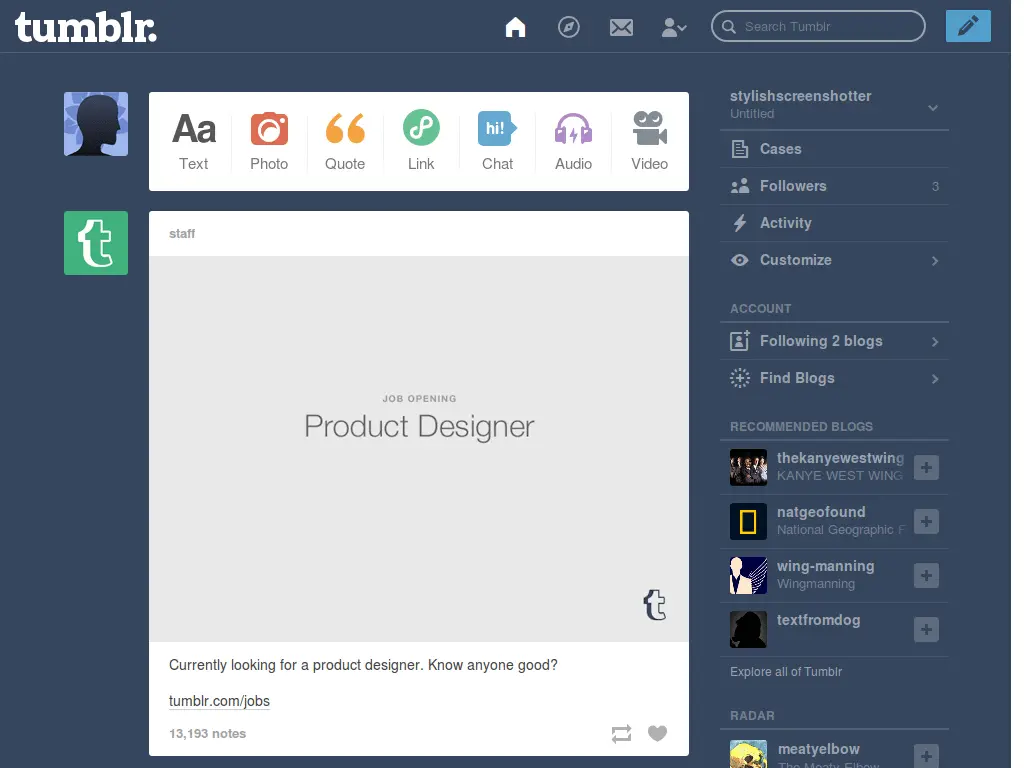 tumblr.
Search Tumblr
Aa
Text
Photo
Quote
Link
hi!
Chat
Audio
Video
staff
JOB OPENING
Product Designer
t
Currently looking for a product designer. Know anyone good?
tumblr.com/jobs
13,193 notes
stylishscreenshotter
Untitled
Cases
Followers 3
Activity
Customize
ACCOUNT
Following 2 blogs
Find Blogs
RECOMMENDED BLOGS
thekanyewestwing
KANYE WEST WING
natgeofound
National Geographic F
wing-manning
Wingmanning
textfromdog
Explore all of Tumblr
RADAR
meatyelbow
The Meaty Elbow